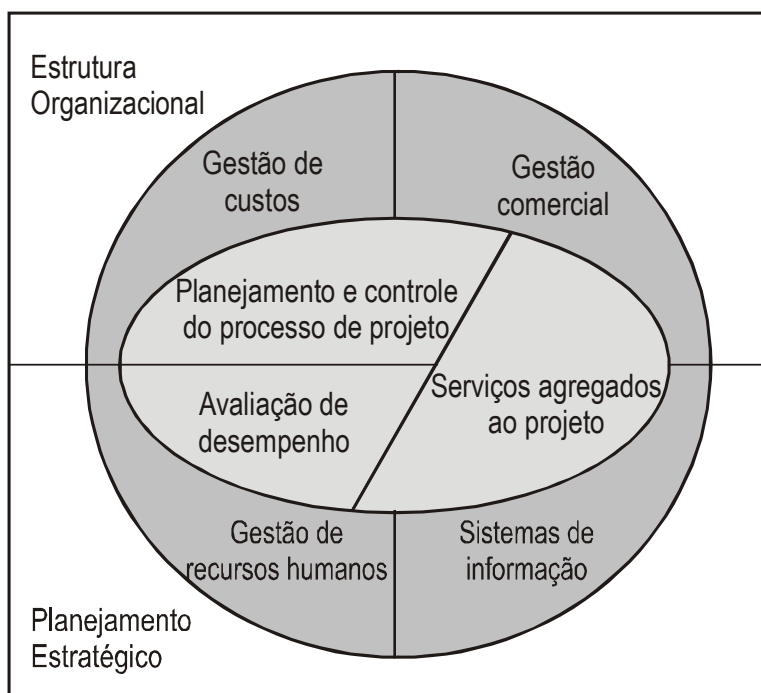 Estrutura
Organizacional
Gestão de
custos
Gestão
comercial
Planejamento e controle
do processo de projeto
Serviços agregados
ao projeto
Avaliação de
desempenho
Gestão de
recursos humanos
Sistemas de
informação
Planejamento
Estratégico